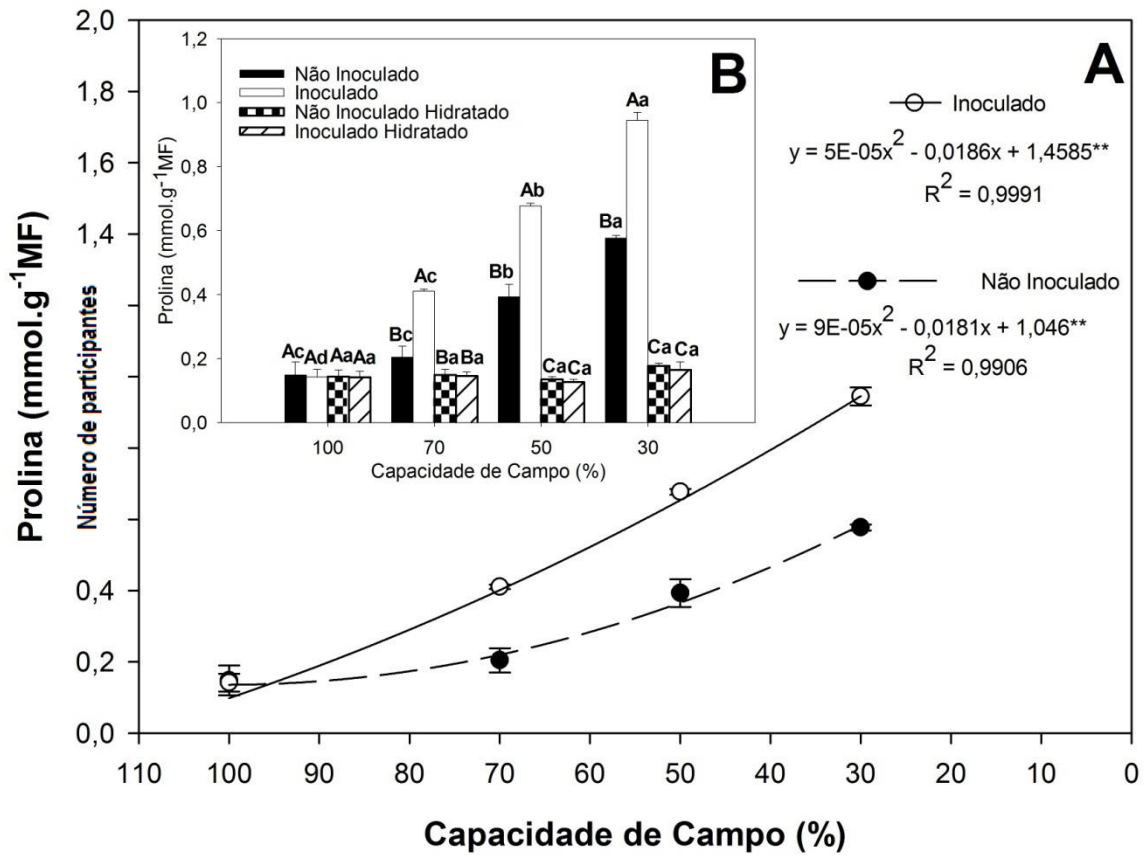 2,0
1,8
1,6
1,4
0,4
0,2
0,0
Prolina (mmol.g⁻¹MF)
Número de participantes
110 100 90 80 70 60 50 40 30 20 10 0
Capacidade de Campo (%)
A
Inoculado
y = 5E-05x² - 0,0186x + 1,4585**
R² = 0,9991
Não Inoculado
y = 9E-05x² - 0,0181x + 1,046**
R² = 0,9906
B
1,2
1,0
0,8
0,6
0,4
0,2
0,0
Prolina (mmol.g⁻¹MF)
Não Inoculado
Inoculado
Não Inoculado Hidratado
Inoculado Hidratado
Ac Ad Aa Aa
Bc Ac Ba Ba
Bb Ab Ca Ca
Ba Aa Ca Ca
100 70 50 30
Capacidade de Campo (%)